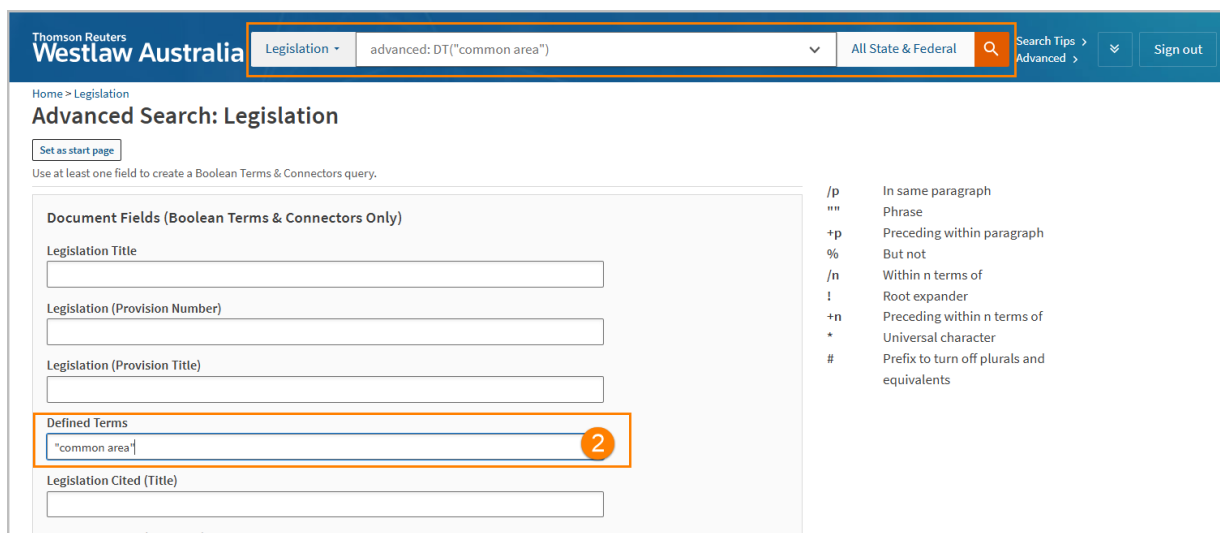 Thomson Reuters
Westlaw Australia
Legislation
advanced: DT("common area")
All State & Federal
Search Tips >
Advanced >
Sign out
Home > Legislation
Advanced Search: Legislation
Set as start page
Use at least one field to create a Boolean Terms & Connectors query.
Document Fields (Boolean Terms & Connectors Only)
Legislation Title
Legislation (Provision Number)
Legislation (Provision Title)
Defined Terms
"common area"
2
Legislation Cited (Title)
/p In same paragraph
"" Phrase
+p Preceding within paragraph
% But not
/n Within n terms of
! Root expander
+n Preceding within n terms of
* Universal character
# Prefix to turn off plurals and
equivalents